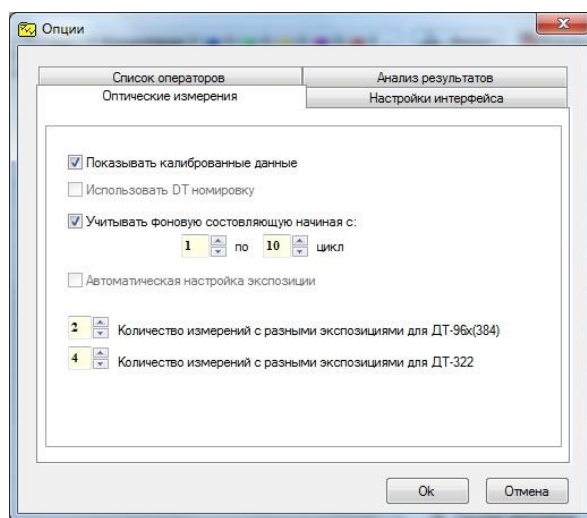 Опции
Список операторов
Анализ результатов
Оптические измерения
Настройки интерфейса
Показывать калиброванные данные
Использовать DT номировку
Учитывать фоновую состовляющую начиная с:
1 по 10 цикл
Автоматическая настройка экспозиции
2 Количество измерений с разными экспозициями для ДТ-96x(384)
4 Количество измерений с разными экспозициями для ДТ-322
Ok
Отмена